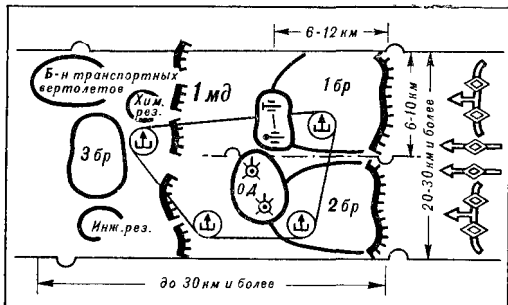 6-12 км
Б-н транспортных
вертолетов
Хим.
рез.
1 мд
1 бр
3 бр
ОД
2 бр
Инж. рез.
6-10 км
20-30 км и более
до 30 км и более